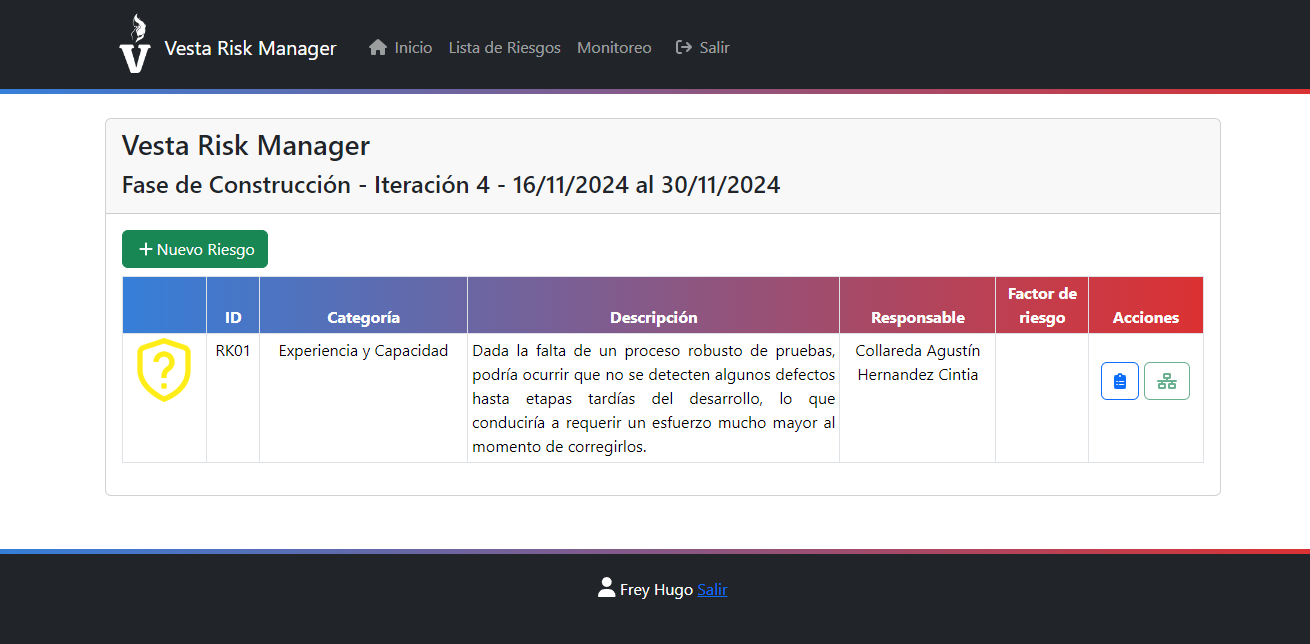 Vesta Risk Manager
Inicio
Lista de Riesgos
Monitoreo
Salir
Vesta Risk Manager
Fase de Construcción - Iteración 4 - 16/11/2024 al 30/11/2024
Nuevo Riesgo
ID
Categoría
Descripción
Responsable
Factor de
riesgo
Acciones
RK01
Experiencia y Capacidad
Dada la falta de un proceso robusto de pruebas,
podría ocurrir que no se detecten algunos defectos
hasta etapas tardías del desarrollo, lo que
conduciría a requerir un esfuerzo mucho mayor al
momento de corregirlos.
Collareda Agustín
Hernandez Cintia
Frey Hugo Salir